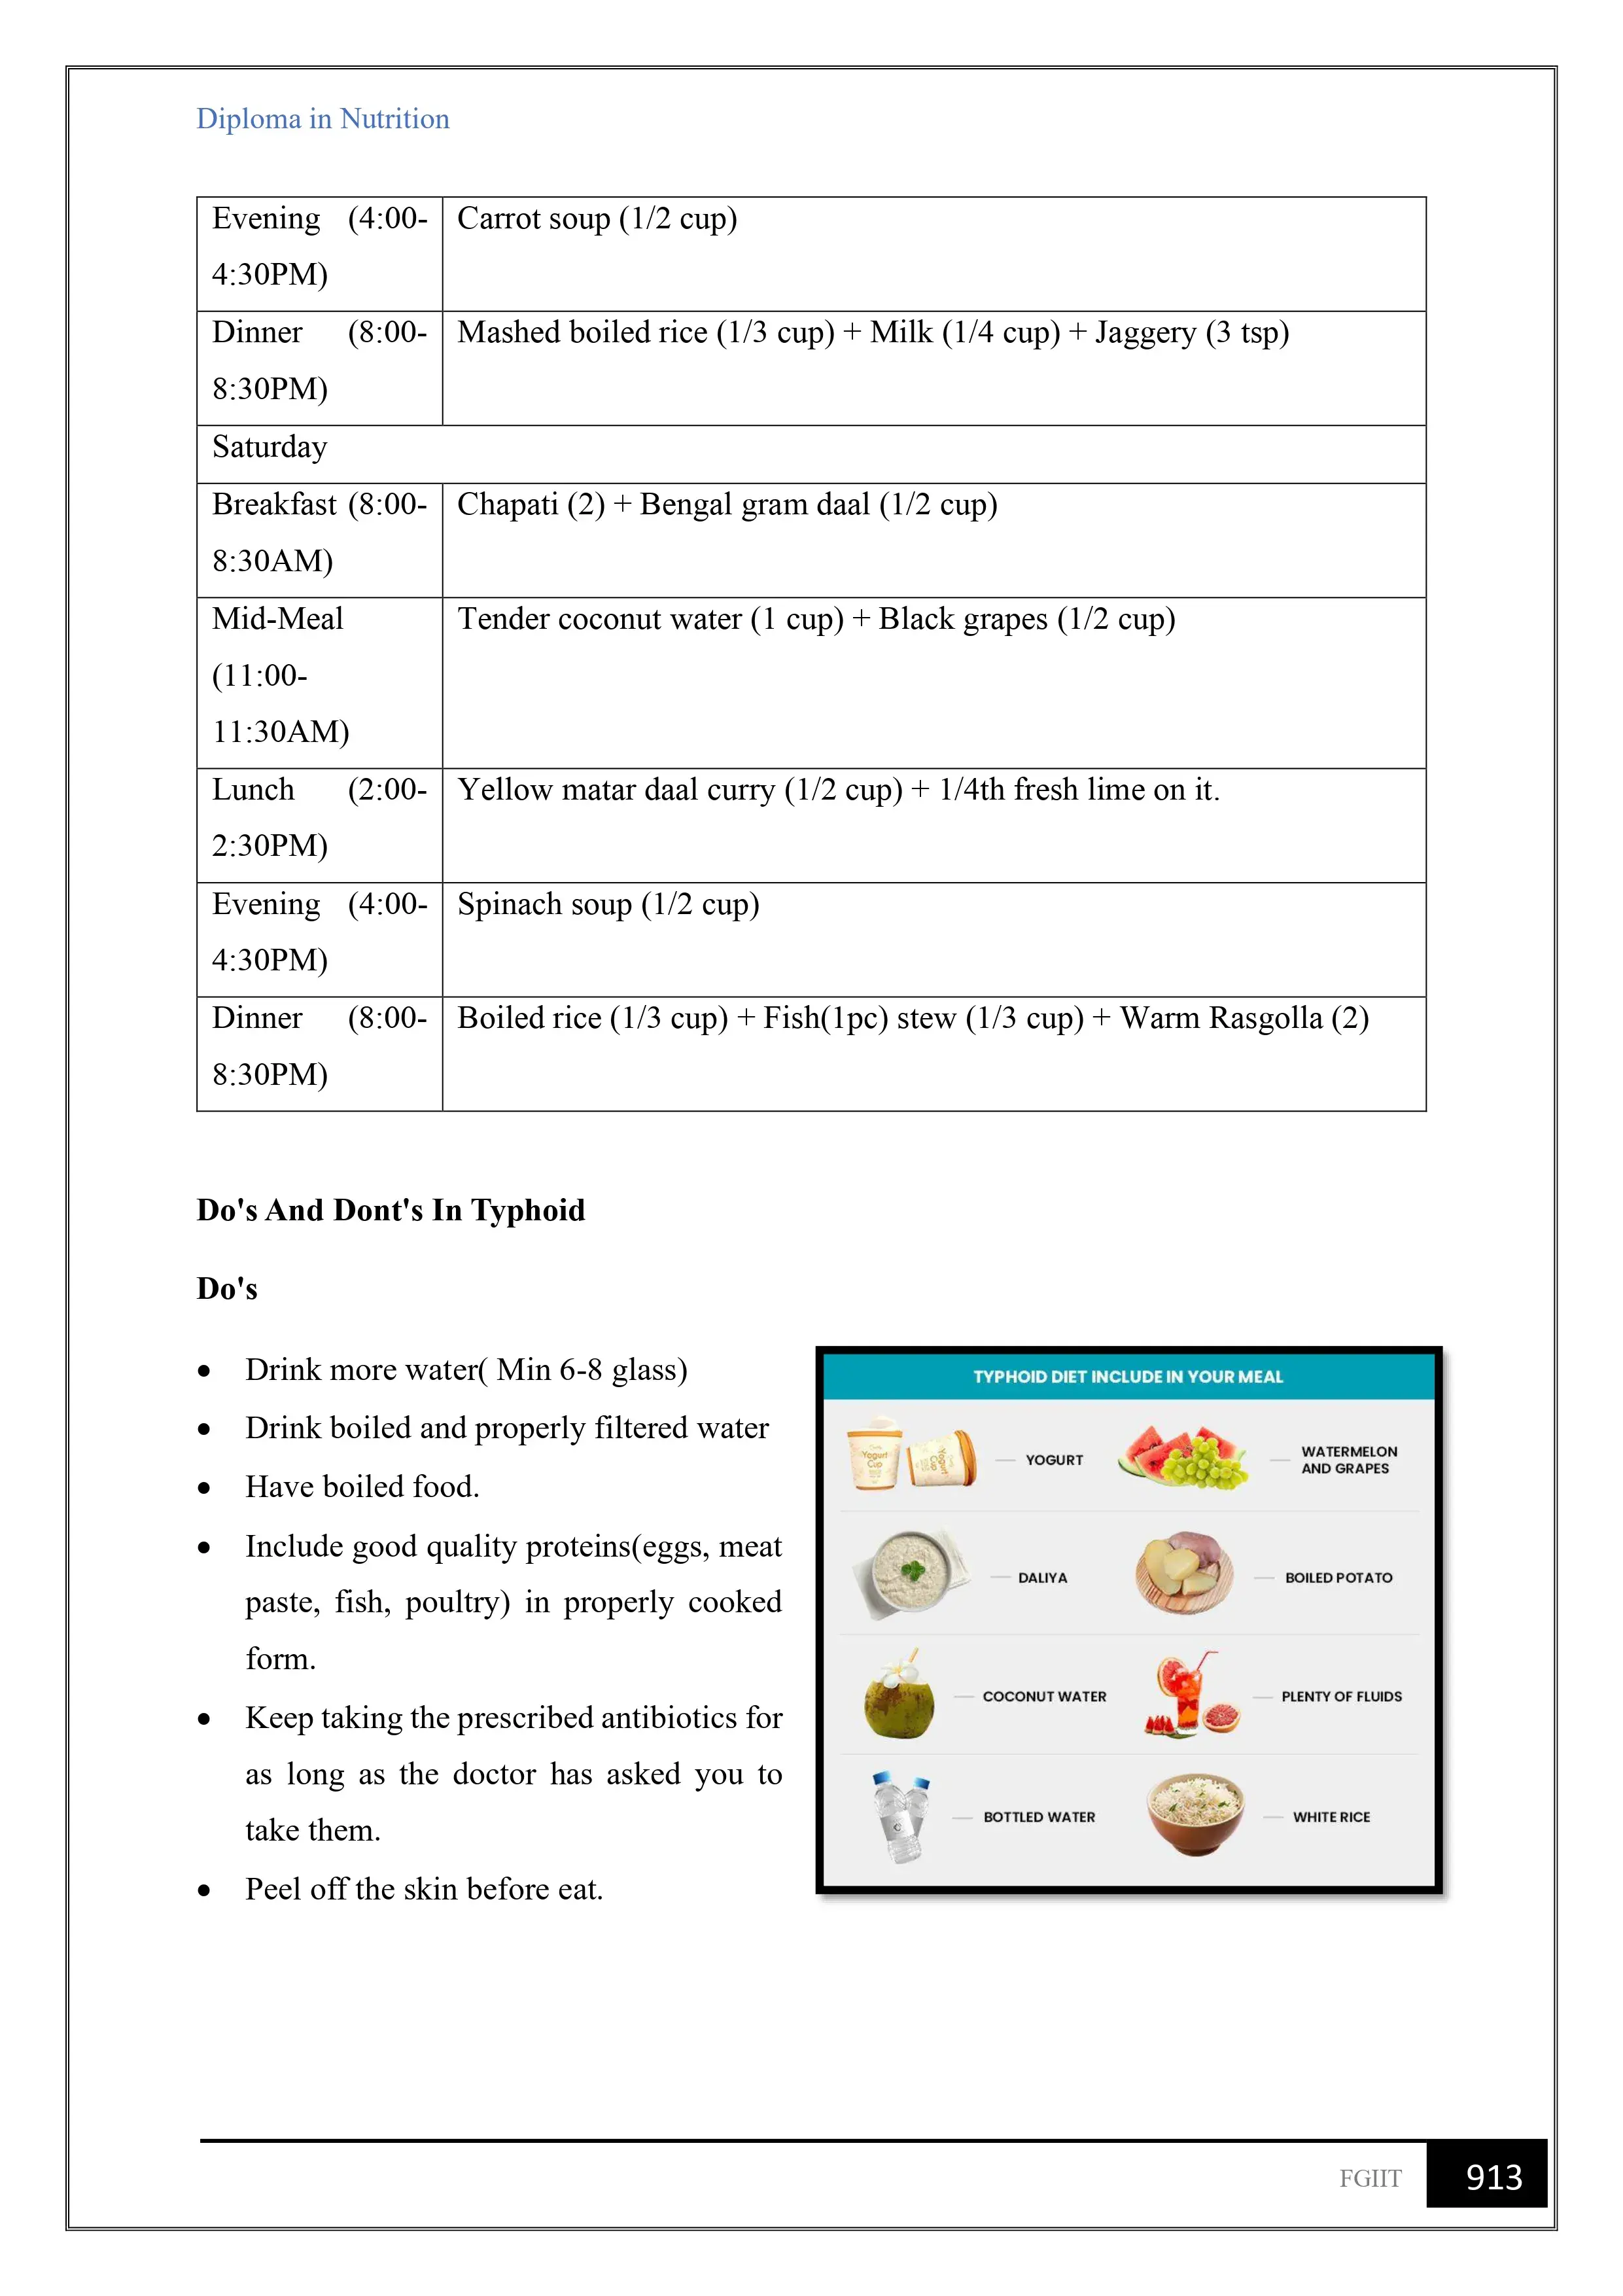 Diploma in Nutrition
Evening (4:00-
4:30PM)
Carrot soup (1/2 cup)
Dinner (8:00-
8:30PM)
Mashed boiled rice (1/3 cup) + Milk (1/4 cup) + Jaggery (3 tsp)
Saturday
Breakfast (8:00-
8:30AM)
Chapati (2) + Bengal gram daal (1/2 cup)
Mid-Meal
(11:00-
11:30AM)
Tender coconut water (1 cup) + Black grapes (1/2 cup)
Lunch (2:00-
2:30PM)
Yellow matar daal curry (1/2 cup) + 1/4th fresh lime on it.
Evening (4:00-
4:30PM)
Spinach soup (1/2 cup)
Dinner (8:00-
8:30PM)
Boiled rice (1/3 cup) + Fish(1pc) stew (1/3 cup) + Warm Rasgolla (2)
Do's And Dont's In Typhoid
Do's
• Drink more water( Min 6-8 glass)
• Drink boiled and properly filtered water
• Have boiled food.
• Include good quality proteins(eggs, meat
paste, fish, poultry) in properly cooked
form.
• Keep taking the prescribed antibiotics for
as long as the doctor has asked you to
take them.
• Peel off the skin before eat.
TYPHOID DIET INCLUDE IN YOUR MEAL
Yogurt
Cup
Yogurt
Cup
YOGURT
WATERMELON
AND GRAPES
DALIYA
BOILED POTATO
COCONUT WATER
PLENTY OF FLUIDS
BOTTLED WATER
WHITE RICE
FGIIT
913